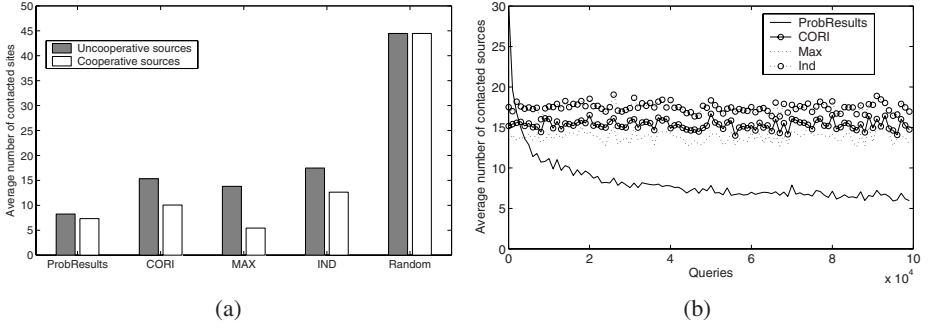 Average number of contacted sites
50
45
40
35
30
25
20
15
10
5
0
Uncooperative sources
Cooperative sources
ProbResults CORI MAX IND Random
(a)
Average number of contacted sources
30
25
20
15
10
5
0
ProbResults
CORI
Max
Ind
0 2 4 6 8 10
Queries
x 10^4
(b)